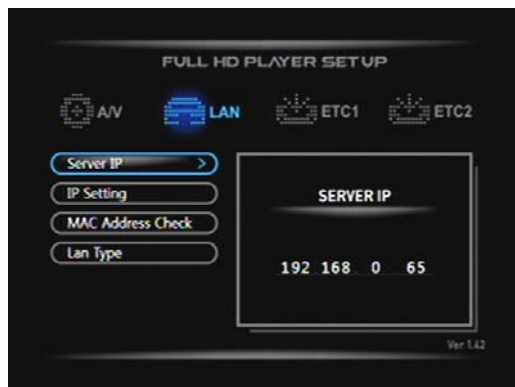 FULL HD PLAYER SETUP
A/V LAN ETC1 ETC2
Server IP >
IP Setting
MAC Address Check
Lan Type
SERVER IP
192 168 0 65
Ver 1.42